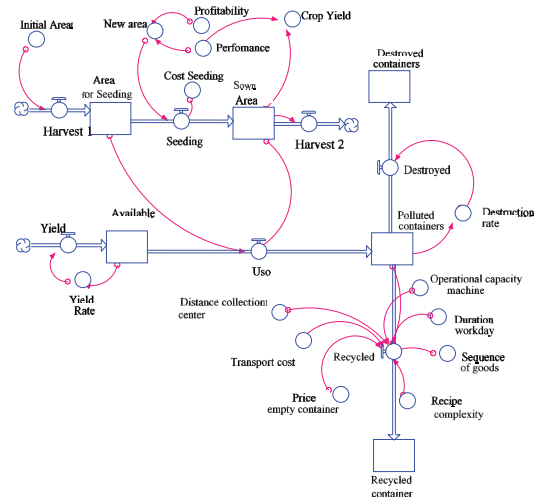 Initial Area
New area
Profitability
Perfomance
Crop Yield
Area
for Seeding
Cost Seeding
Sown
Area
Harvest 1
Seeding
Harvest 2
Destroyed
containers
Destroyed
Yield
Available
Uso
Polluted
containers
Destruction
rate
Yield
Rate
Distance collection
center
Operational capacity
machine
Duration
workday
Transport cost
Recycled
Sequence
of goods
Price
empty container
Recipe
complexity
Recycled
container